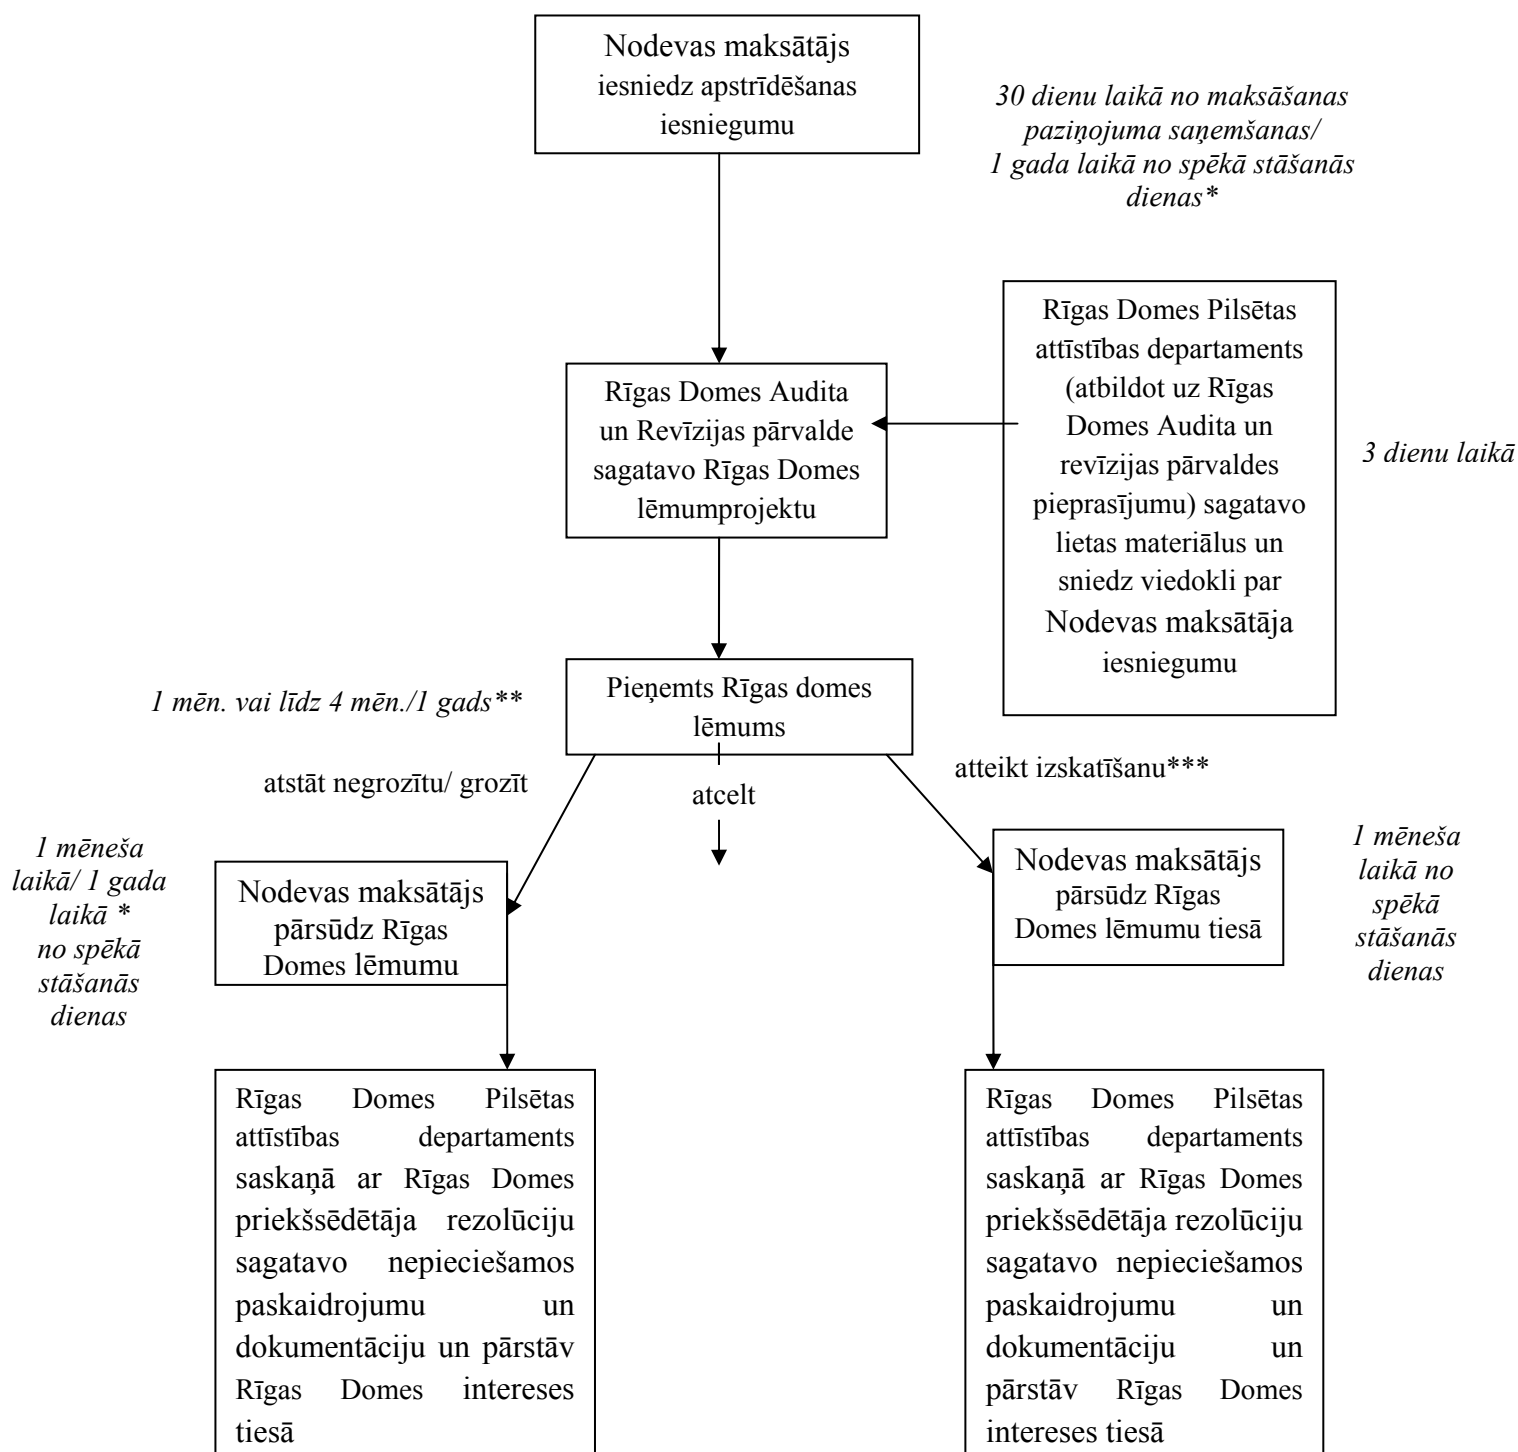 Nodevas maksātājs
iesniedz apstrīdēšanas
iesniegumu
30 dienu laikā no maksāšanas
paziņojuma saņemšanas/
1 gada laikā no spēkā stāšanās
dienas*
Rīgas Domes Pilsētas
attīstības departaments
(atbildot uz Rīgas
Domes Audita un
revīzijas pārvaldes
pieprasījumu) sagatavo
lietas materiālus un
sniedz viedokli par
Nodevas maksātāja
iesniegumu
3 dienu laikā
Rīgas Domes Audita
un Revīzijas pārvalde
sagatavo Rīgas Domes
lēmumprojektu
1 mēn. vai līdz 4 mēn./1 gads**
Pieņemts Rīgas domes
lēmums
atstāt negrozītu/ grozīt
atcelt
atteikt izskatīšanu***
1 mēneša
laikā/ 1 gada
laikā *
no spēkā
stāšanās
dienas
Nodevas maksātājs
pārsūdz Rīgas
Domes lēmumu
Nodevas maksātājs
pārsūdz Rīgas
Domes lēmumu tiesā
1 mēneša
laikā no
spēkā
stāšanās
dienas
Rīgas Domes Pilsētas
attīstības departaments
saskaņā ar Rīgas Domes
priekšsēdētāja rezolūciju
sagatavo nepieciešamos
paskaidrojumu un
dokumentāciju un pārstāv
Rīgas Domes intereses
tiesā
Rīgas Domes Pilsētas
attīstības departaments
saskaņā ar Rīgas Domes
priekšsēdētāja rezolūciju
sagatavo nepieciešamos
paskaidrojumu un
dokumentāciju un
pārstāv Rīgas Domes
intereses tiesā